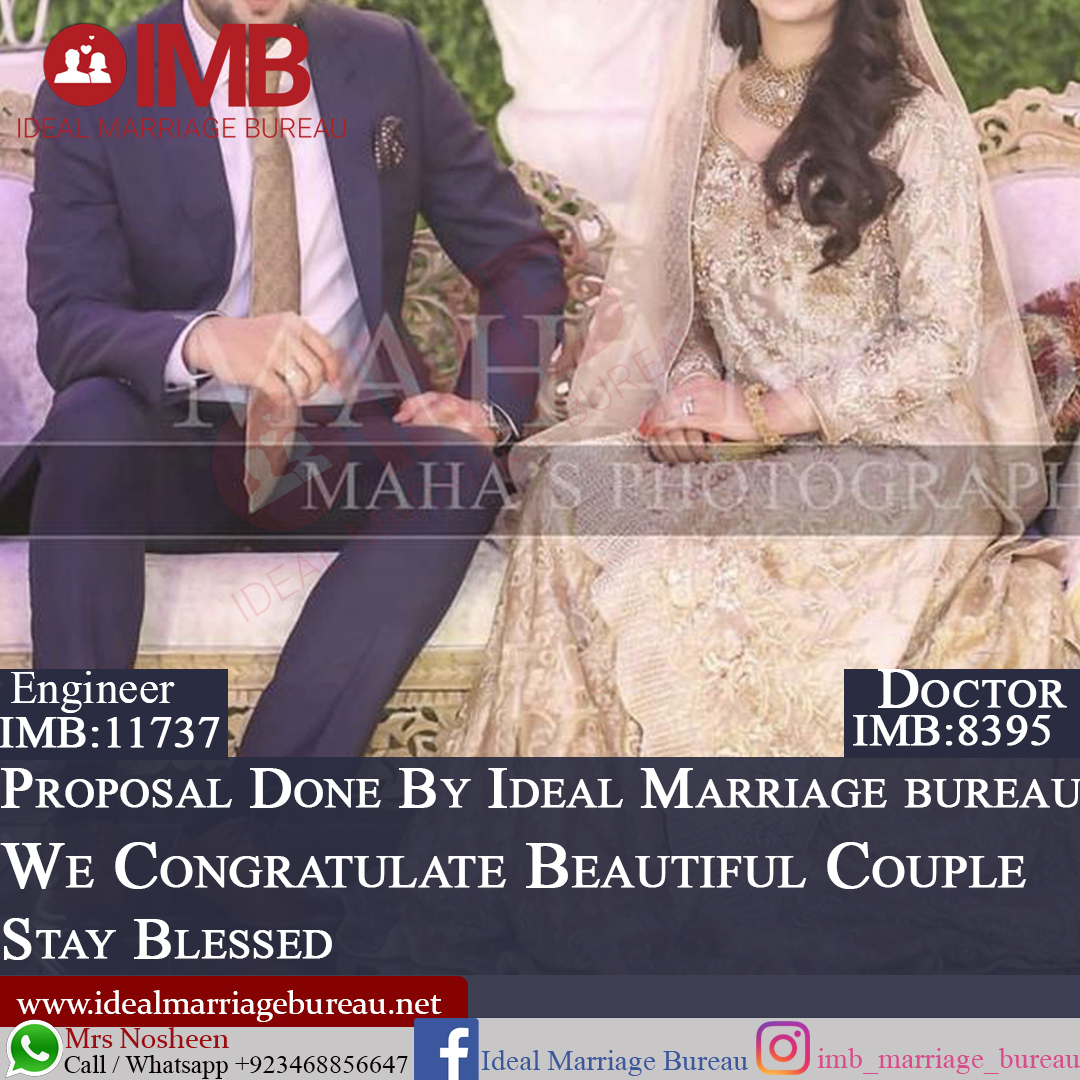 IMB
IDEAL MARRIAGE BUREAU
MAHA'S PHOTOGRAPH
Engineer
IMB:11737
DOCTOR
IMB:8395
PROPOSAL DONE BY IDEAL MARRIAGE BUREAU
WE CONGRATULATE BEAUTIFUL COUPLE
STAY BLESSED
www.idealmarriagebureau.net
Mrs Nosheen
Call / Whatsapp +923468856647
Ideal Marriage Bureau
imb_marriage_bureau